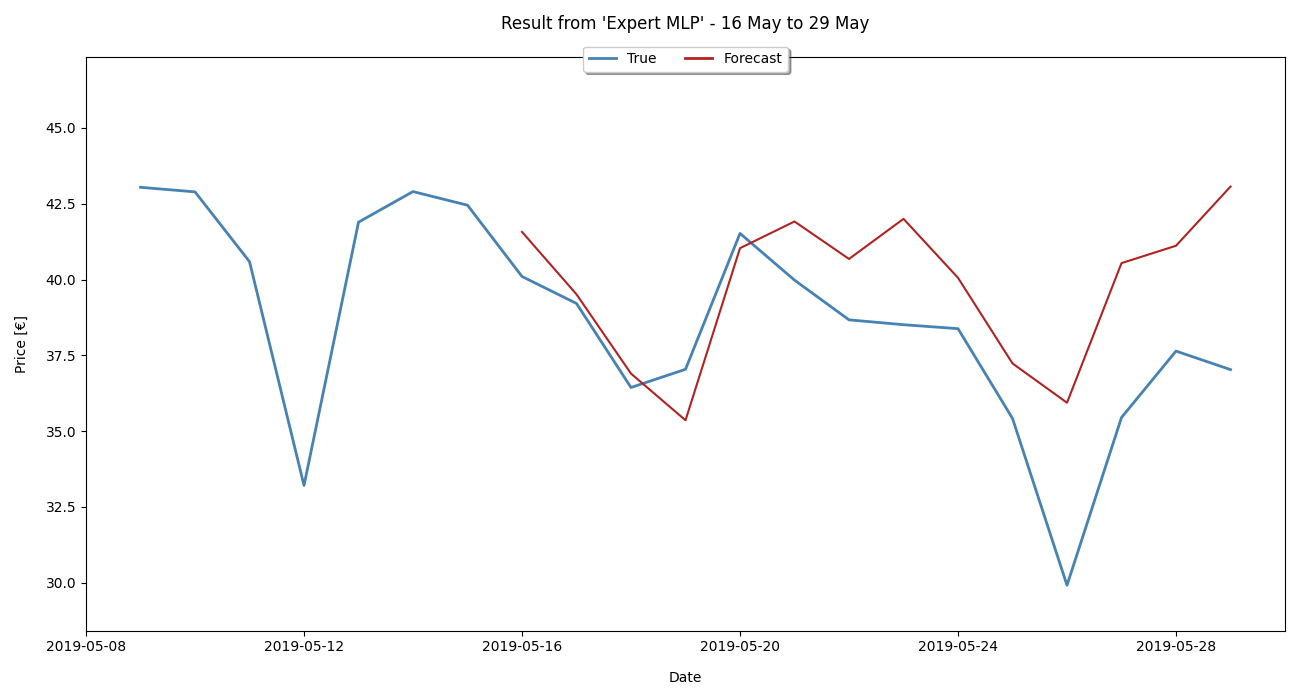 Result from 'Expert MLP' - 16 May to 29 May
True Forecast
45.0
42.5
40.0
37.5
35.0
32.5
30.0
Price [€]
2019-05-08 2019-05-12 2019-05-16 2019-05-20 2019-05-24 2019-05-28
Date